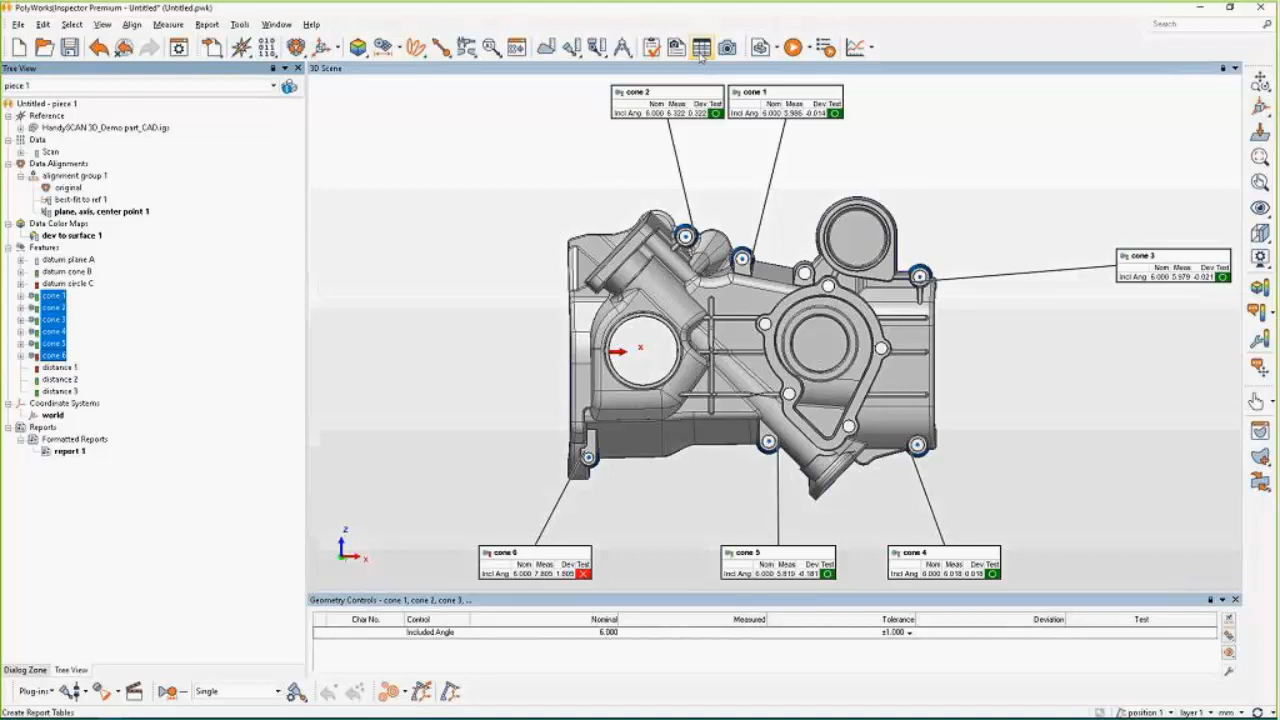 PolyWorks|Inspector Premium - Untitled* (Untitled.pwk)
File Edit Select View Align Measure Report Tools Window Help
Search
Tree View
3D Scene
piece 1
Untitled - piece 1
Reference
HandySCAN 3D_Demo part_CAD.igs
Data
Scan
Data Alignments
alignment group 1
original
best-fit to ref 1
plane, axis, center point 1
Data Color Maps
dev to surface 1
Features
datum plane A
datum cone B
datum circle C
cone 1
cone 2
cone 3
cone 4
cone 5
cone 6
distance 1
distance 2
distance 3
Coordinate Systems
world
Reports
Formatted Reports
report 1
cone 2
Nom Meas Dev Test
Incl Ang 6.000 6.322 0.322
cone 1
Nom Meas Dev Test
Incl Ang 6.000 5.986 -0.014
cone 3
Nom Meas Dev Test
Incl Ang 6.000 5.979 -0.021
x
z
x
cone 6
Nom Meas Dev Test
Incl Ang 6.000 7.805 1.805
cone 5
Nom Meas Dev Test
Incl Ang 6.000 5.819 -0.181
cone 4
Nom Meas Dev Test
Incl Ang 6.000 6.018 0.018
Geometry Controls - cone 1, cone 2, cone 3, ...
Char No. Control Nominal Measured Tolerance Deviation Test
Included Angle 6.000 ±1.000
Dialog Zone Tree View
Plug-ins Single
Create Report Tables
position 1 layer 1 mm